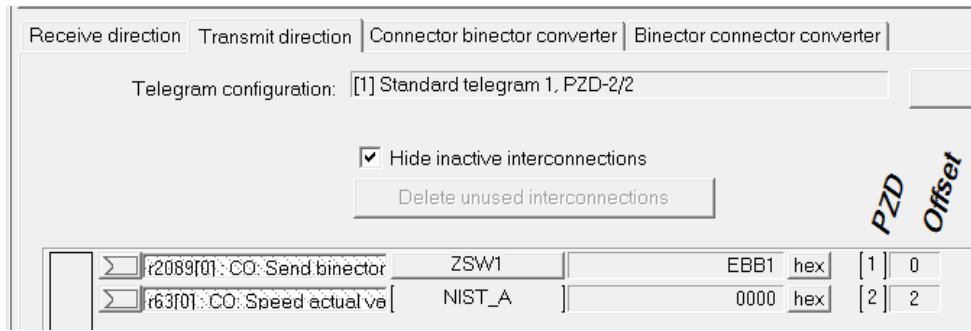 Receive direction Transmit direction Connector binector converter Binector connector converter
Telegram configuration: [1] Standard telegram 1, PZD-2/2
Hide inactive interconnections
Delete unused interconnections
PZD Offset
r2089[0] : CO: Send binector ZSW1 EBB1 hex [1] 0
r63[0] : CO: Speed actual va [ NIST_A ] 0000 hex [2] 2